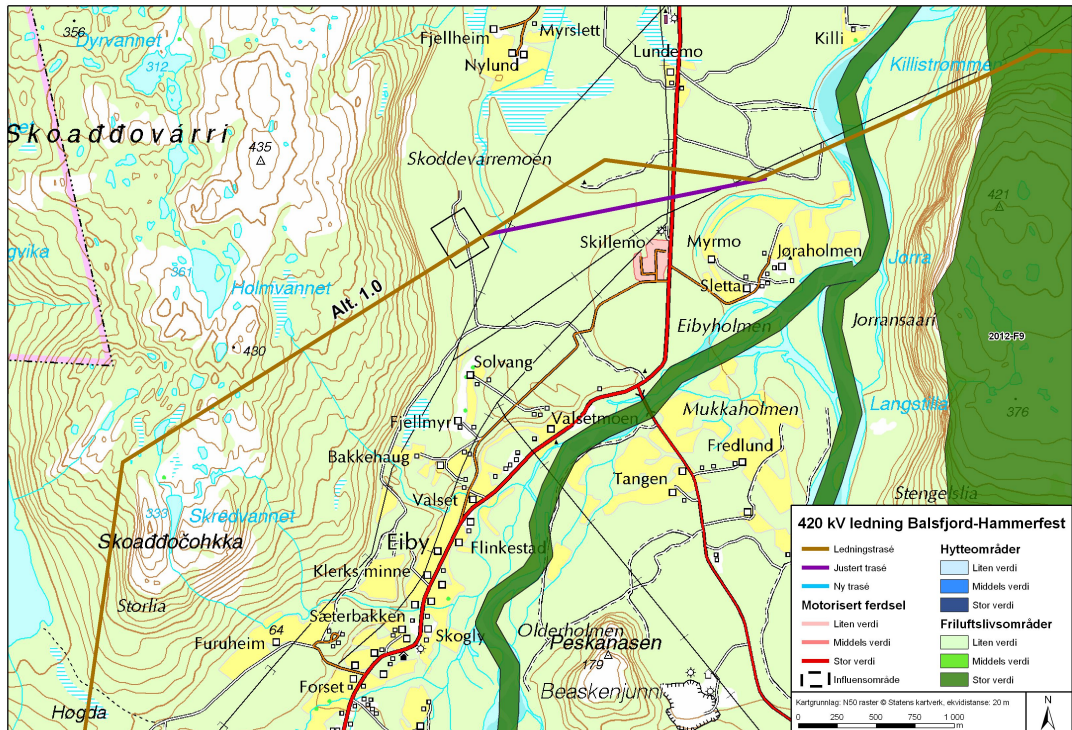 356
Dyrvannet
312
Fjellheim
Myrslett
Nylund
Lundemo
Killi
Killistrømmen
Skoađđovárri
435
Skoddevarremoen
421
gvika
361
Holmvannet
Alt. 1.0
430
Skillemo
Myrmo
Jøraholmen
Sletta
Jorra
Eibyholmen
Jorransaari
2012-F9
Solvang
Fjellmyr
Valsetmoen
Mukkaholmen
Langstilla
376
Bakkehaug
Fredlund
Tangen
Valset
Stengelslia
333
Skredvannet
Skoađđočohkka
Eiby
Flinkestad
Klerks minne
Storlia
Sæterbakken
Furuheim
64
Skogly
Olderholmen
Peskanåsen
179
Forset
Beaskenjunni
Høgda
420 kV ledning Balsfjord-Hammerfest
Ledningstrasé
Justert trasé
Ny trasé
Motorisert ferdsel
Liten verdi
Middels verdi
Stor verdi
Influensområde
Hytteområder
Liten verdi
Middels verdi
Stor verdi
Friluftslivsområder
Liten verdi
Middels verdi
Stor verdi
Kartgrunnlag: N50 raster © Statens kartverk, ekvidistanse: 20 m
0 250 500 750 1 000
m
N